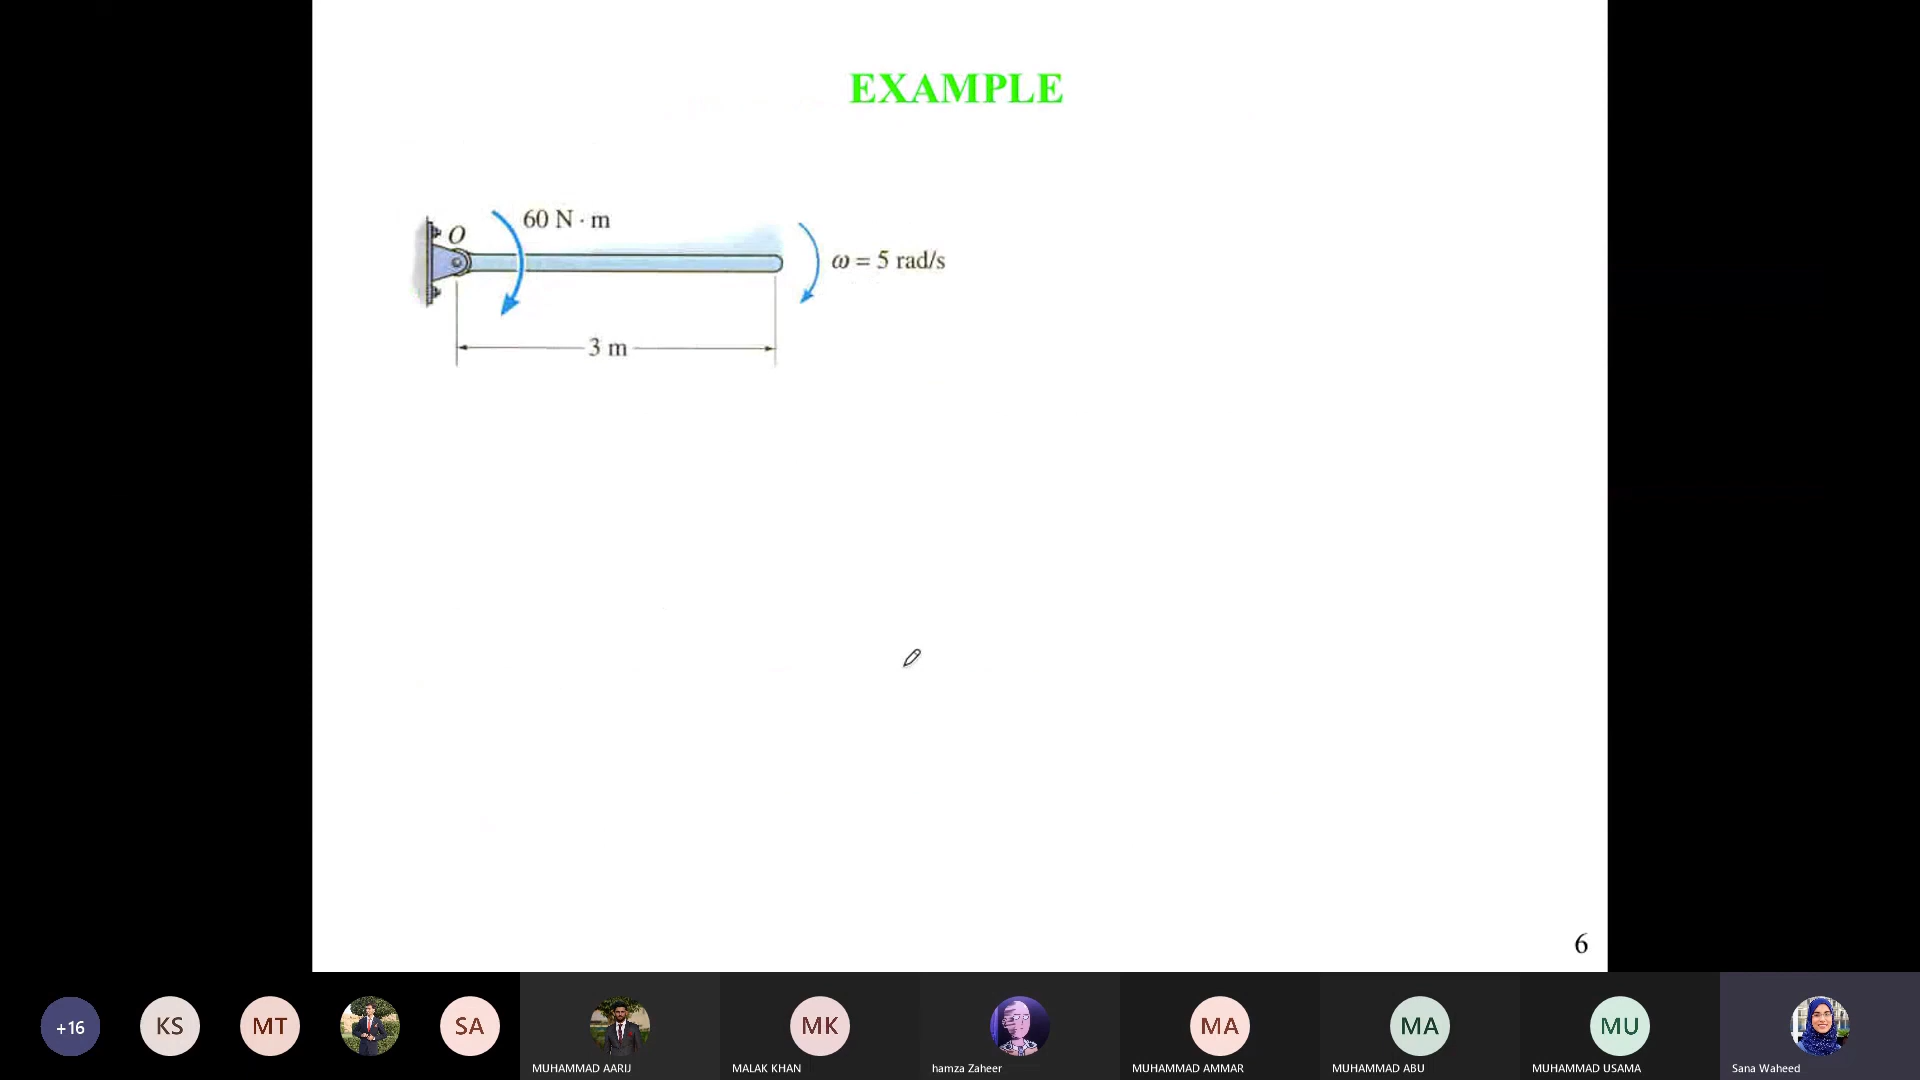 EXAMPLE
O
60 N · m
ω = 5 rad/s
3 m
6
+16
KS
MT
SA
MK
MA
MA
MU
MUHAMMAD AARIJ
MALAK KHAN
hamza Zaheer
MUHAMMAD AMMAR
MUHAMMAD ABU
MUHAMMAD USAMA
Sana Waheed